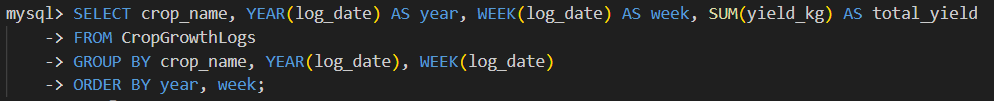 mysql> SELECT crop_name, YEAR(log_date) AS year, WEEK(log_date) AS week, SUM(yield_kg) AS total_yield
    -> FROM CropGrowthLogs
    -> GROUP BY crop_name, YEAR(log_date), WEEK(log_date)
    -> ORDER BY year, week;